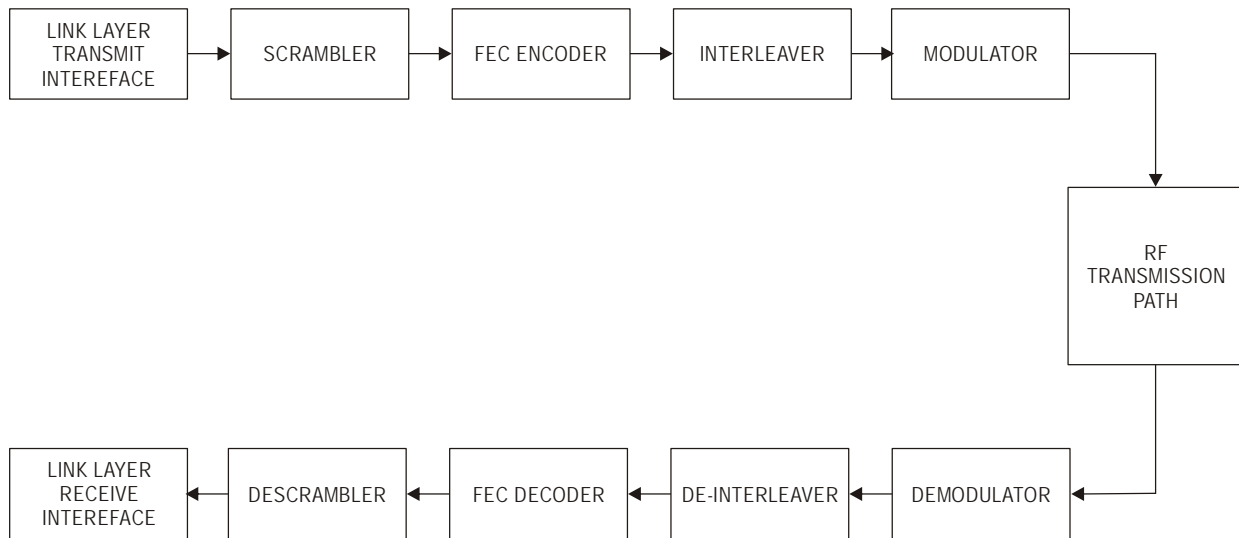 LINK LAYER
TRANSMIT
INTEREFACE
SCRAMBLER
FEC ENCODER
INTERLEAVER
MODULATOR
RF
TRANSMISSION
PATH
LINK LAYER
RECEIVE
INTEREFACE
DESCRAMBLER
FEC DECODER
DE-INTERLEAVER
DEMODULATOR